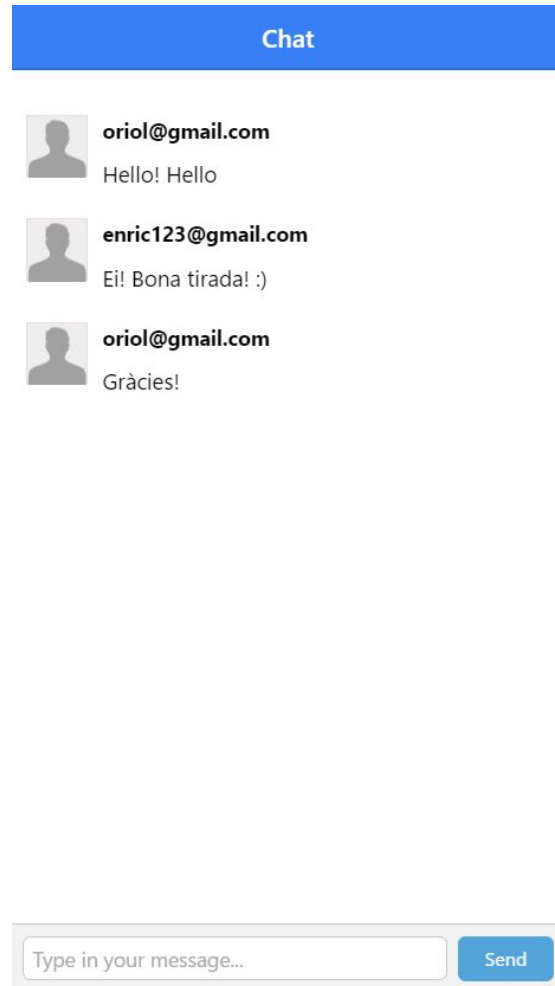 Chat
oriol@gmail.com
Hello! Hello
enric123@gmail.com
Ei! Bona tirada! :)
oriol@gmail.com
Gràcies!
Type in your message...
Send